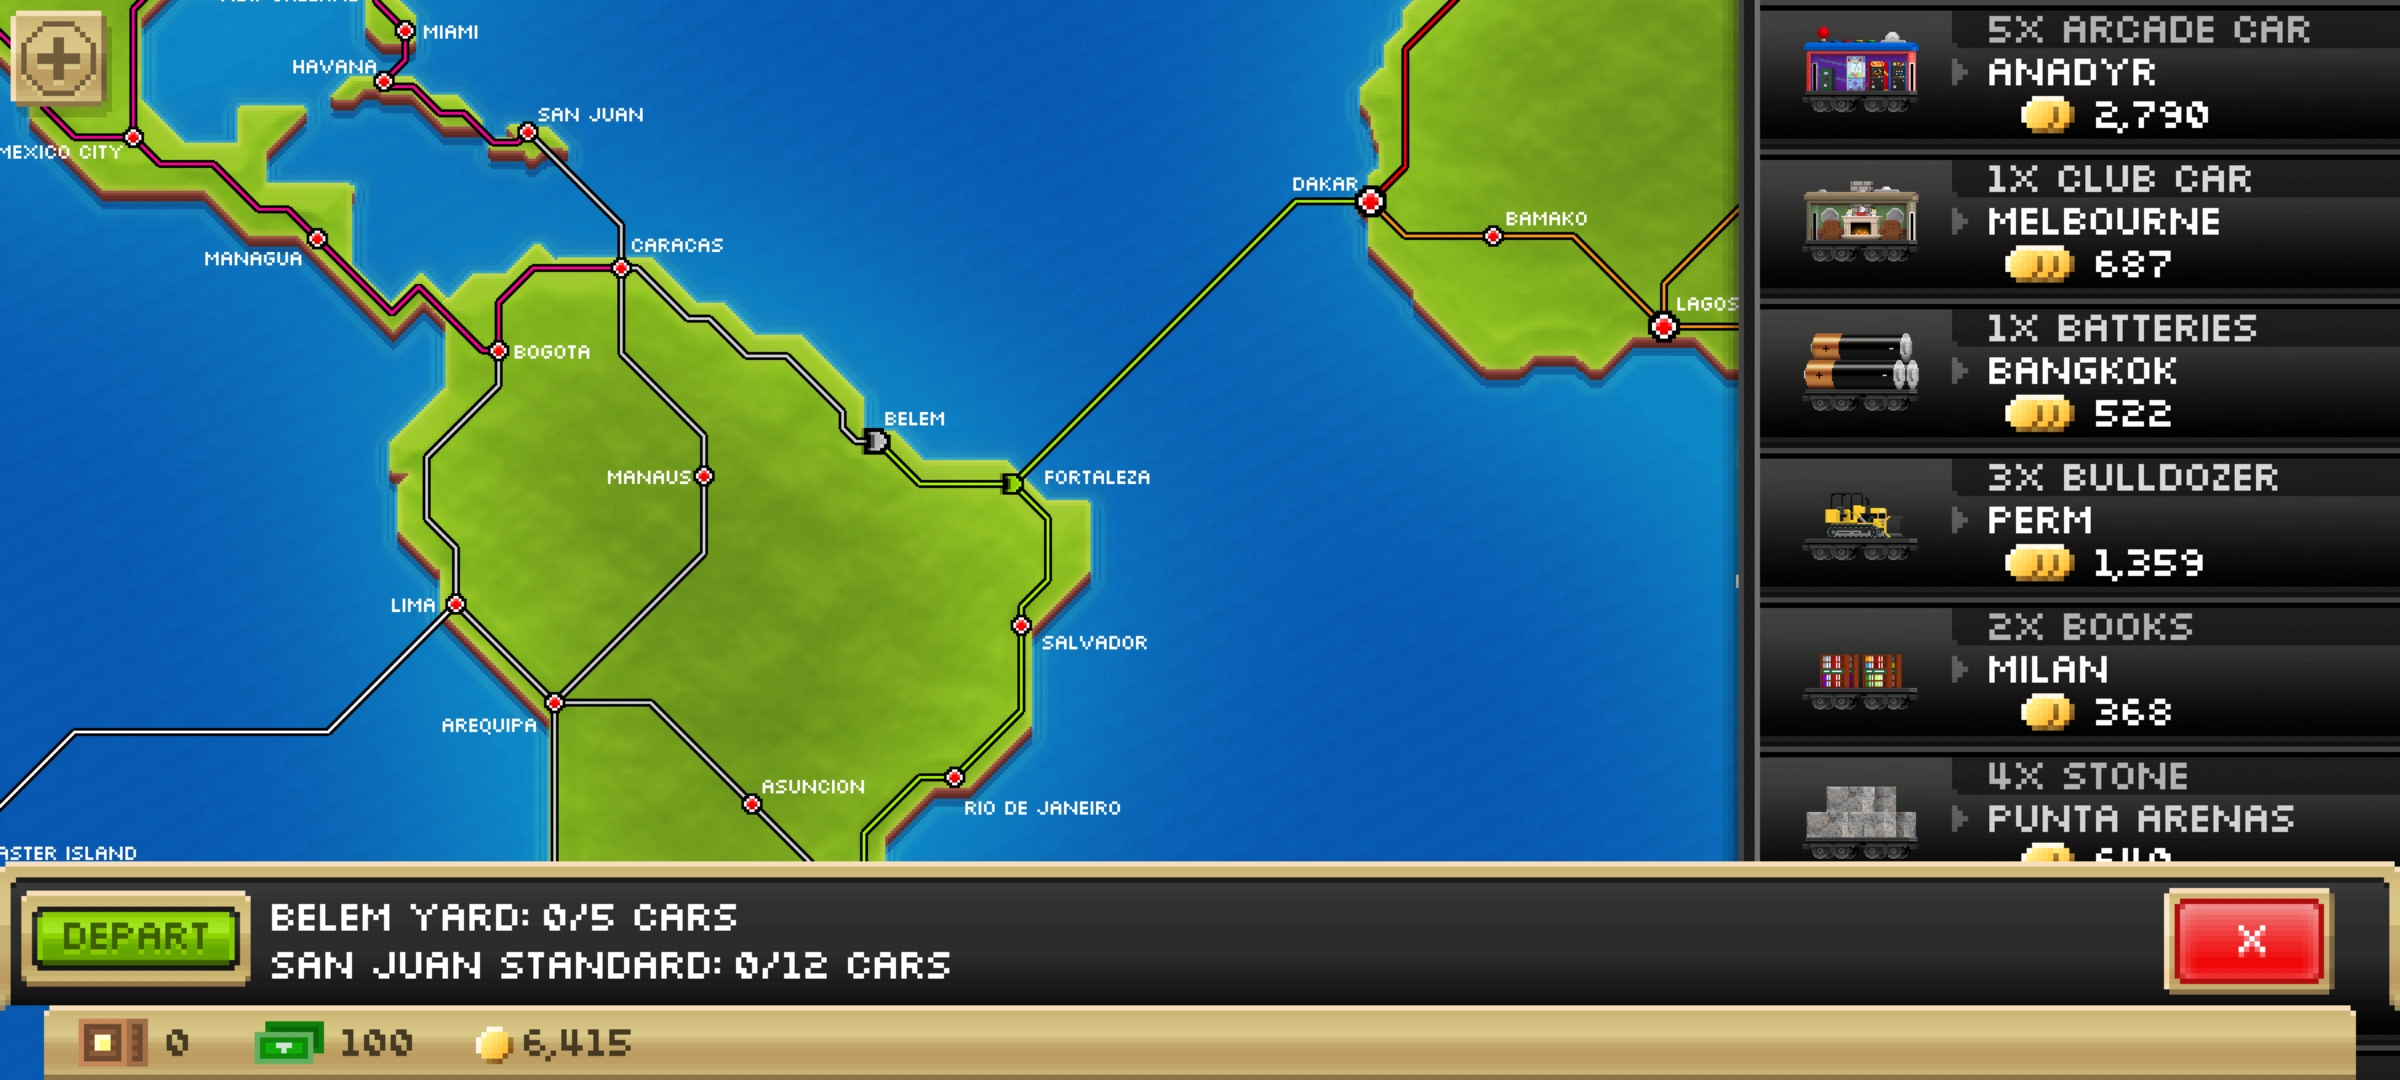 MIAMI
HAVANA
SAN JUAN
MEXICO CITY
DAKAR
BAMAKO
CARACAS
MANAGUA
LAGOS
BOGOTA
BELEM
MANAUS
FORTALEZA
LIMA
SALVADOR
AREQUIPA
ASUNCION
RIO DE JANEIRO
ASTER ISLAND
5X ARCADE CAR
ANADYR
2,790
1X CLUB CAR
MELBOURNE
687
1X BATTERIES
BANGKOK
522
3X BULLDOZER
PERM
1,359
2X BOOKS
MILAN
368
4X STONE
PUNTA ARENAS
DEPART
BELEM YARD: 0/5 CARS
SAN JUAN STANDARD: 0/12 CARS
X
0
100
6,415